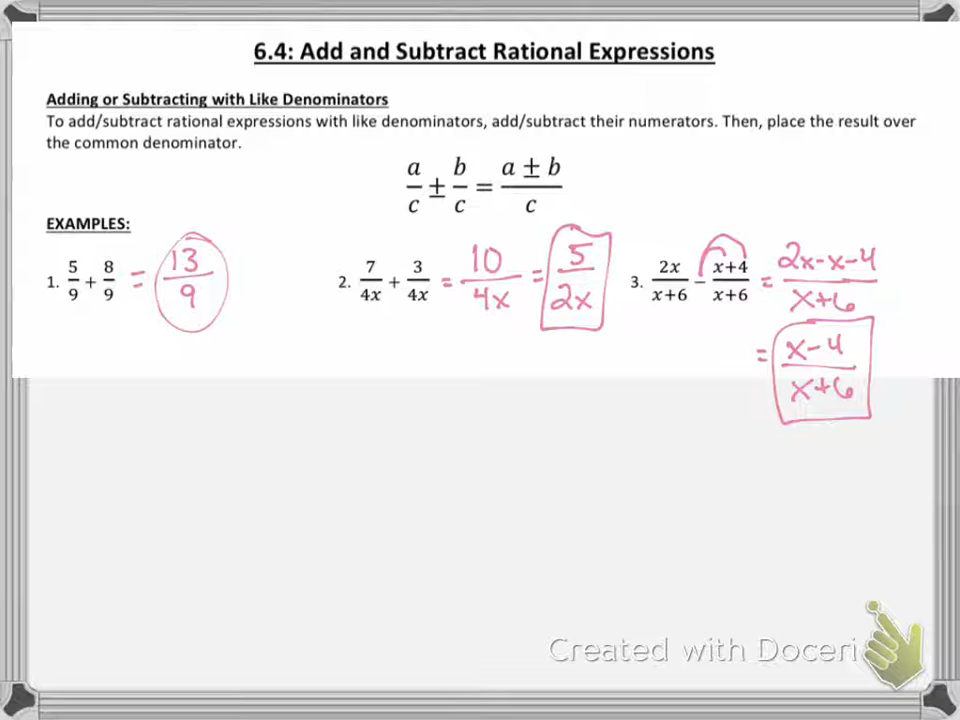 6.4: Add and Subtract Rational Expressions
Adding or Subtracting with Like Denominators
To add/subtract rational expressions with like denominators, add/subtract their numerators. Then, place the result over
the common denominator.
a/c ± b/c = (a ± b)/c
EXAMPLES:
1. 5/9 + 8/9 = 13/9
2. 7/4x + 3/4x = 10/4x = 5/2x
3. 2x/(x+6) − (x+4)/(x+6) = (2x-x-4)/(x+6)
= (x-4)/(x+6)
Created with Doceri